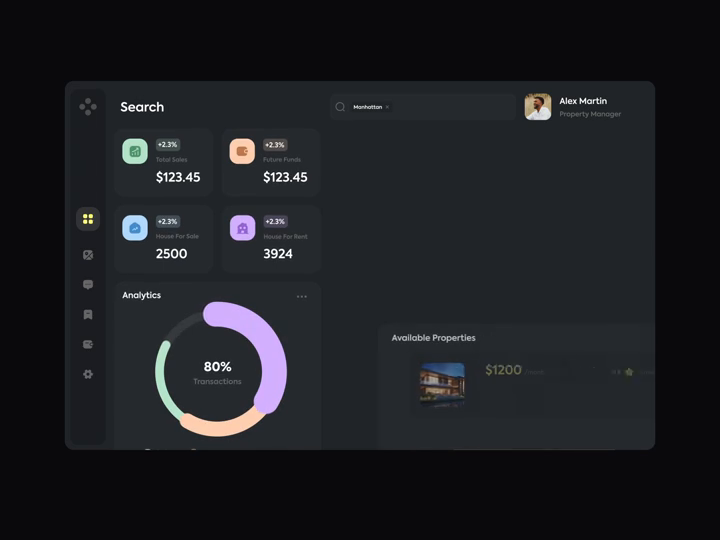 Search
Manhattan ×
Alex Martin
Property Manager
+2.3%
Total Sales
$123.45
+2.3%
Future Funds
$123.45
+2.3%
House For Sale
2500
+2.3%
House For Rent
3924
Analytics
80%
Transactions
Available Properties
$1200